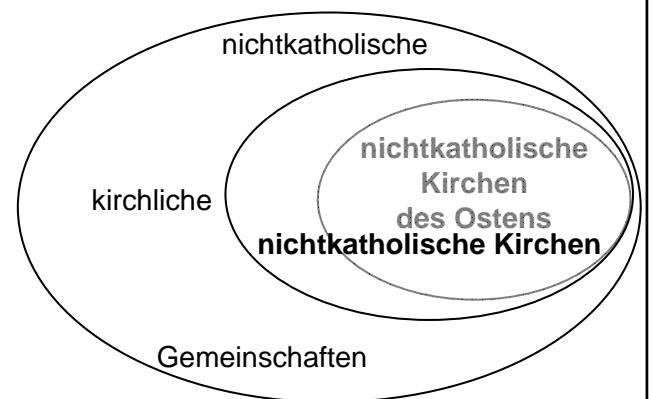 nichtkatholische
nichtkatholische
Kirchen
kirchliche
des Ostens
nichtkatholische Kirchen
Gemeinschaften